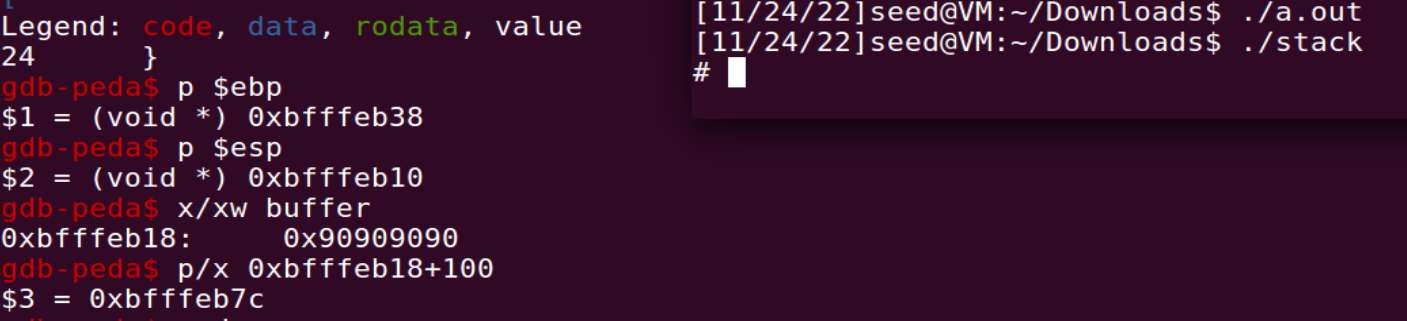 Legend: code, data, rodata, value
24 }
gdb-peda$ p $ebp
$1 = (void *) 0xbfffeb38
gdb-peda$ p $esp
$2 = (void *) 0xbfffeb10
gdb-peda$ x/xw buffer
0xbfffeb18: 0x90909090
gdb-peda$ p/x 0xbfffeb18+100
$3 = 0xbfffeb7c
[11/24/22]seed@VM:~/Downloads$ ./a.out
[11/24/22]seed@VM:~/Downloads$ ./stack
#